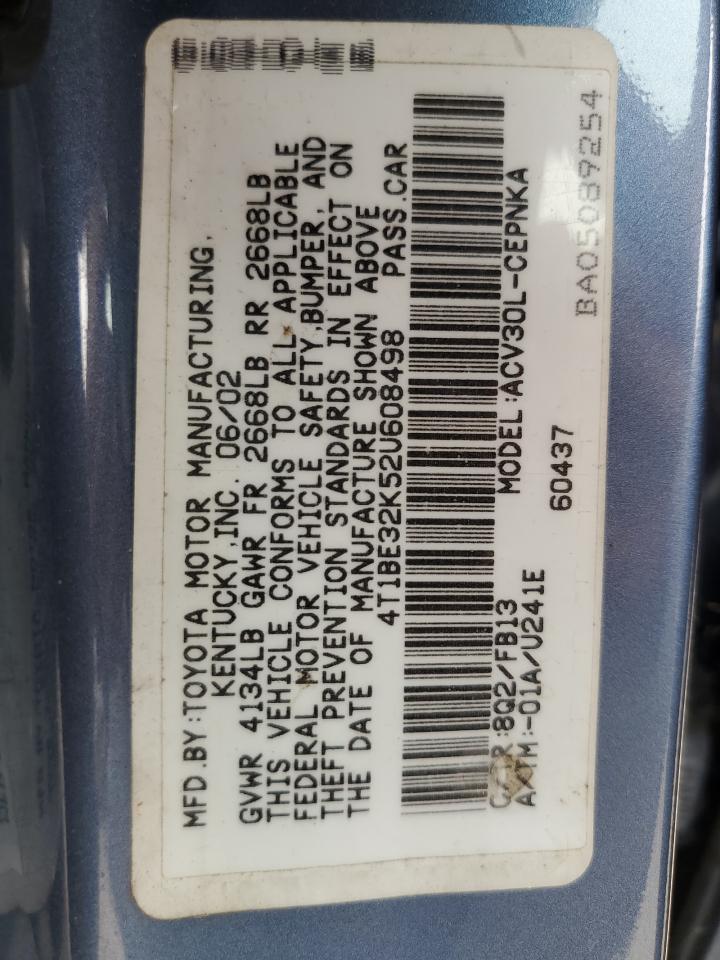 MFD.BY:TOYOTA MOTOR MANUFACTURING,
KENTUCKY,INC. 06/02
GVWR 4134LB GAWR FR 2668LB RR 2668LB
THIS VEHICLE CONFORMS TO ALL APPLICABLE
FEDERAL MOTOR VEHICLE SAFETY,BUMPER, AND
THEFT PREVENTION STANDARDS IN EFFECT ON
THE DATE OF MANUFACTURE SHOWN ABOVE
4T1BE32K52U608498 PASS.CAR
MODEL:ACV30L-CEPNKA
:8Q2/FB13
A/TM:-01A/U241E
60437
BA05089254